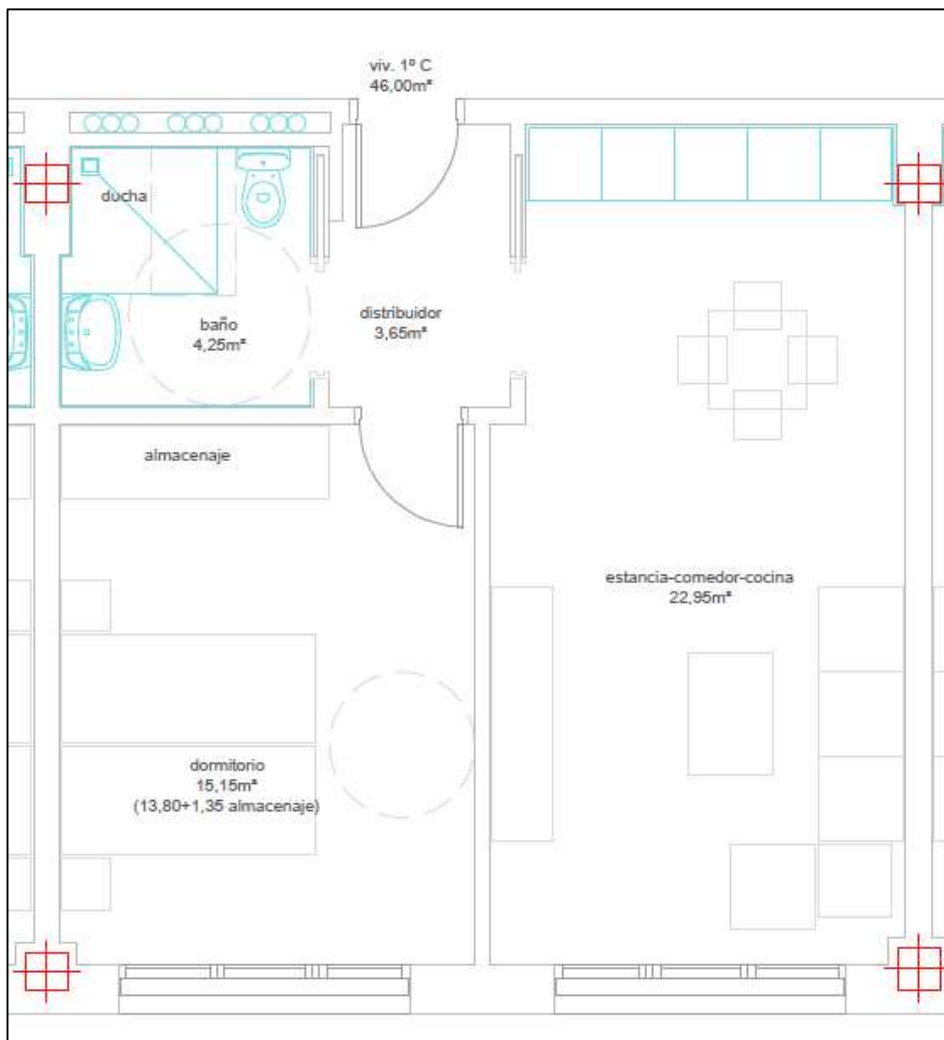 viv. 1º C
46,00m²
ducha
baño
4,25m²
distribuidor
3,65m²
almacenaje
estancia-comedor-cocina
22,95m²
dormitorio
15,15m²
(13,80+1,35 almacenaje)